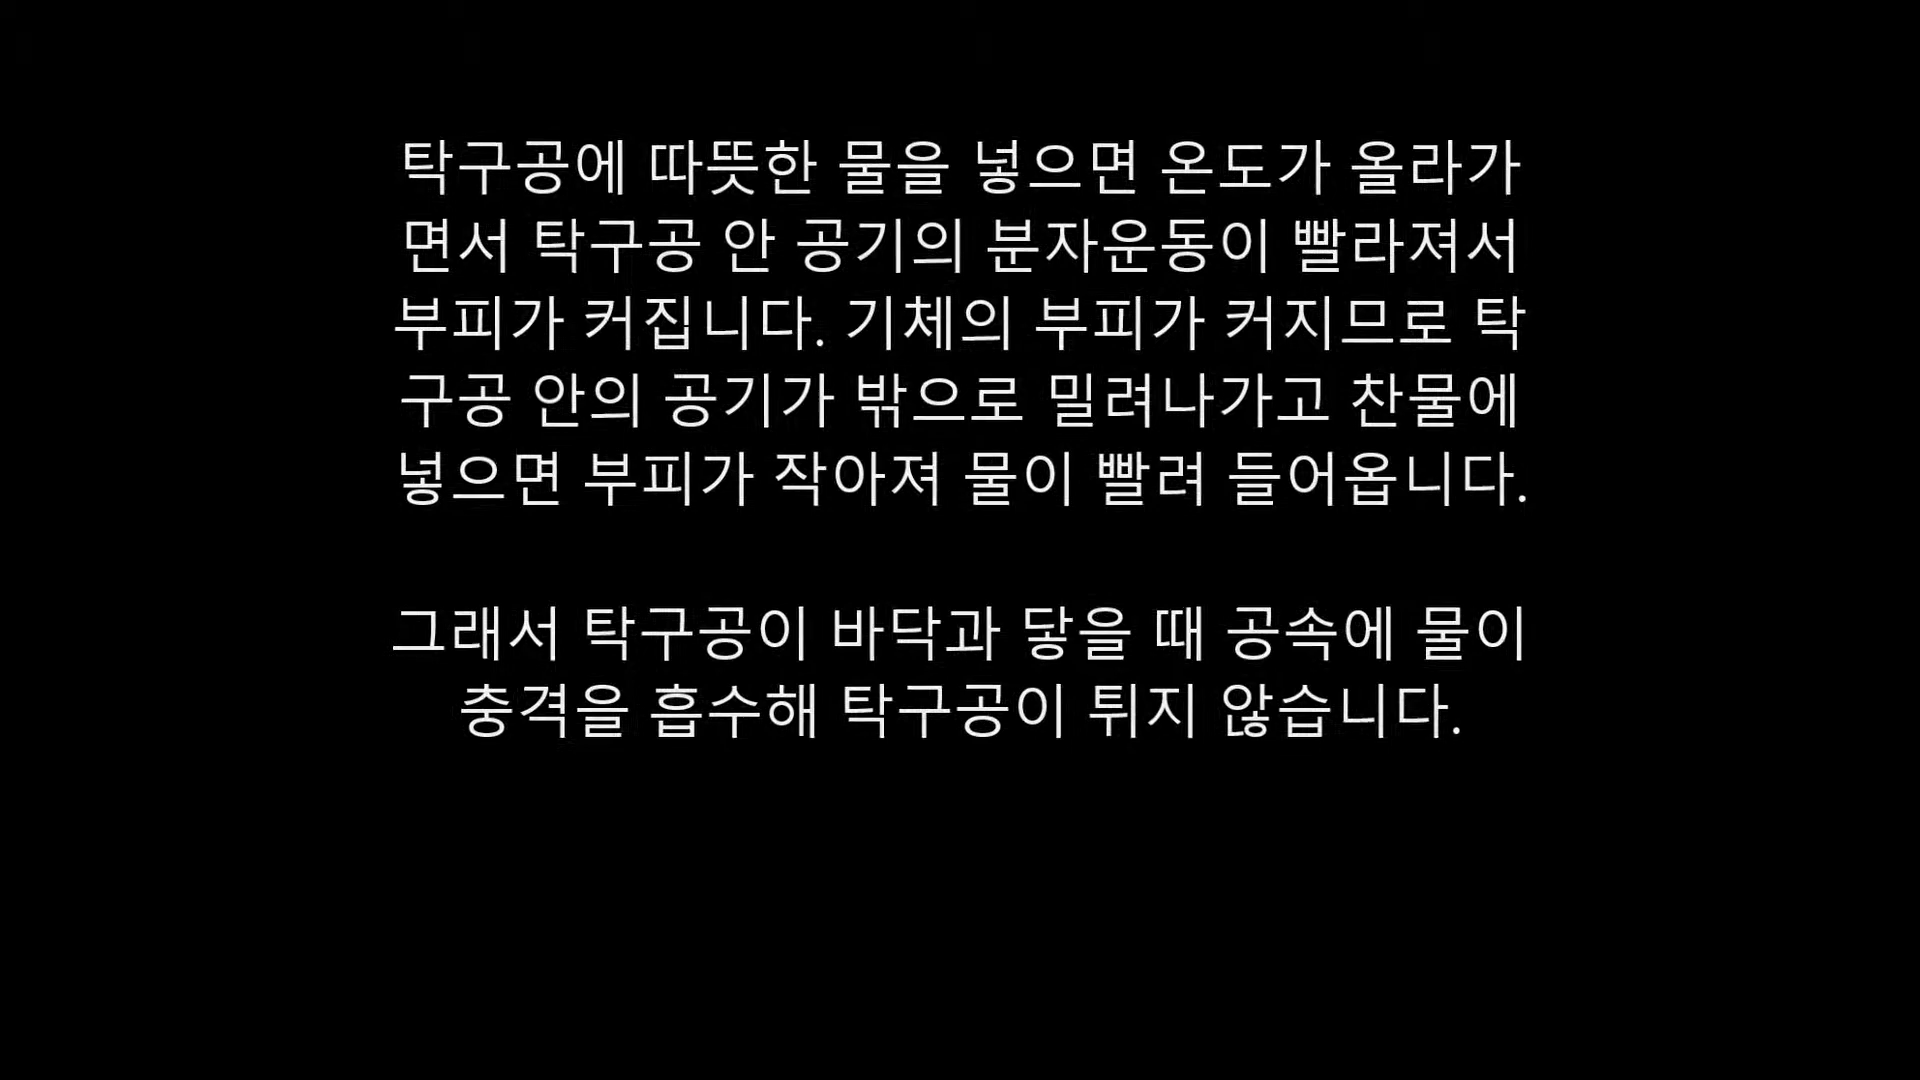 탁구공에 따뜻한 물을 넣으면 온도가 올라가
면서 탁구공 안 공기의 분자운동이 빨라져서
부피가 커집니다. 기체의 부피가 커지므로 탁
구공 안의 공기가 밖으로 밀려나가고 찬물에
넣으면 부피가 작아져 물이 빨려 들어옵니다.
그래서 탁구공이 바닥과 닿을 때 공속에 물이
충격을 흡수해 탁구공이 튀지 않습니다.